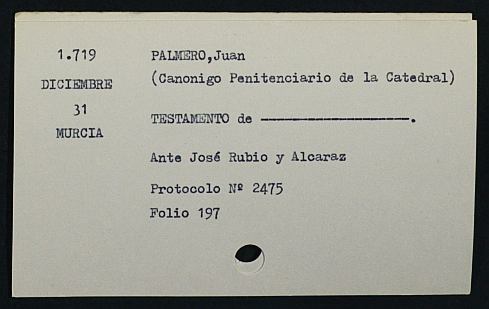 1.719
DICIEMBRE
31
MURCIA
PALMERO,Juan
(Canonigo Penitenciario de la Catedral)
TESTAMENTO de --------------------.
Ante José Rubio y Alcaraz
Protocolo Nº 2475
Folio 197